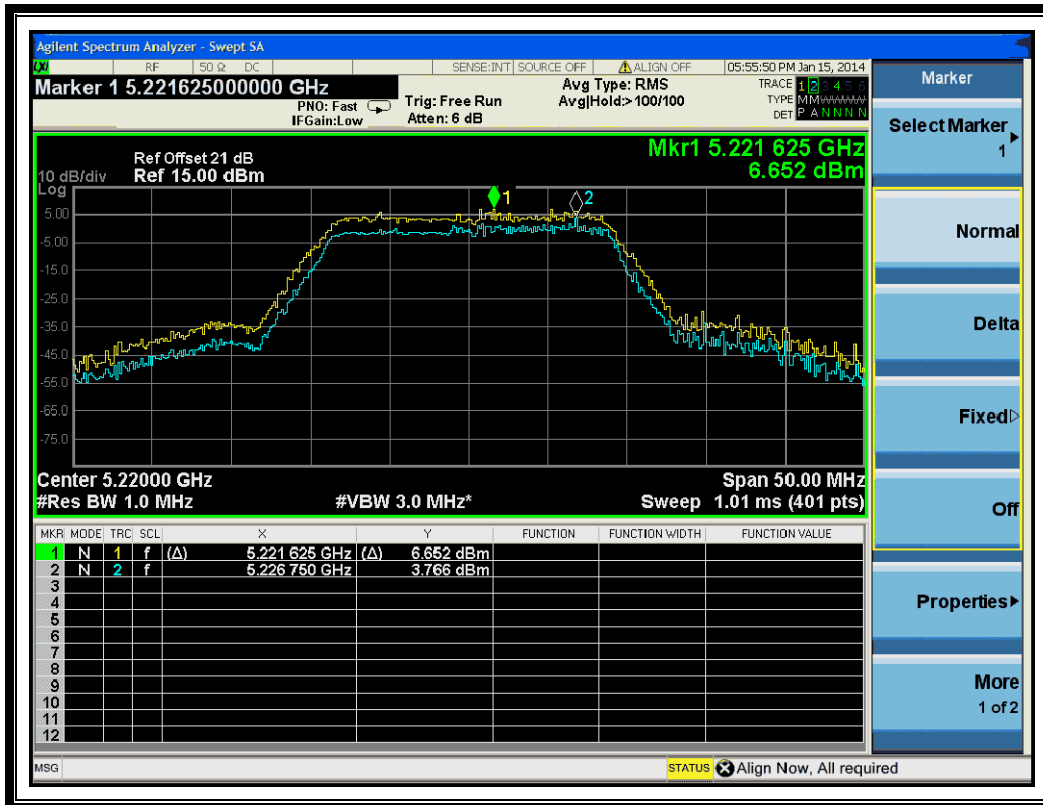 Agilent Spectrum Analyzer - Swept SA
RF 50 Ω DC SENSE:INT SOURCE OFF ALIGN OFF 05:55:50 PM Jan 15, 2014
Marker 1 5.221625000000 GHz
PNO: Fast
IFGain:Low
Trig: Free Run
Atten: 6 dB
Avg Type: RMS
Avg|Hold:>100/100
TRACE 1 2 3 4 5 6
TYPE MMWWWW
DET P A N N N N
Ref Offset 21 dB
10 dB/div Ref 15.00 dBm
Log
Mkr1 5.221 625 GHz
6.652 dBm
1
2
5.00
-5.00
-15.0
-25.0
-35.0
-45.0
-55.0
-65.0
-75.0
Center 5.22000 GHz Span 50.00 MHz
#Res BW 1.0 MHz #VBW 3.0 MHz* Sweep 1.01 ms (401 pts)
MKR MODE TRC SCL X Y FUNCTION FUNCTION WIDTH FUNCTION VALUE
1 N 1 f (Δ) 5.221 625 GHz (Δ) 6.652 dBm
2 N 2 f 5.226 750 GHz 3.766 dBm
3
4
5
6
7
8
9
10
11
12
MSG STATUS Align Now, All required
Marker
Select Marker
1
Normal
Delta
Fixed
Off
Properties
More
1 of 2